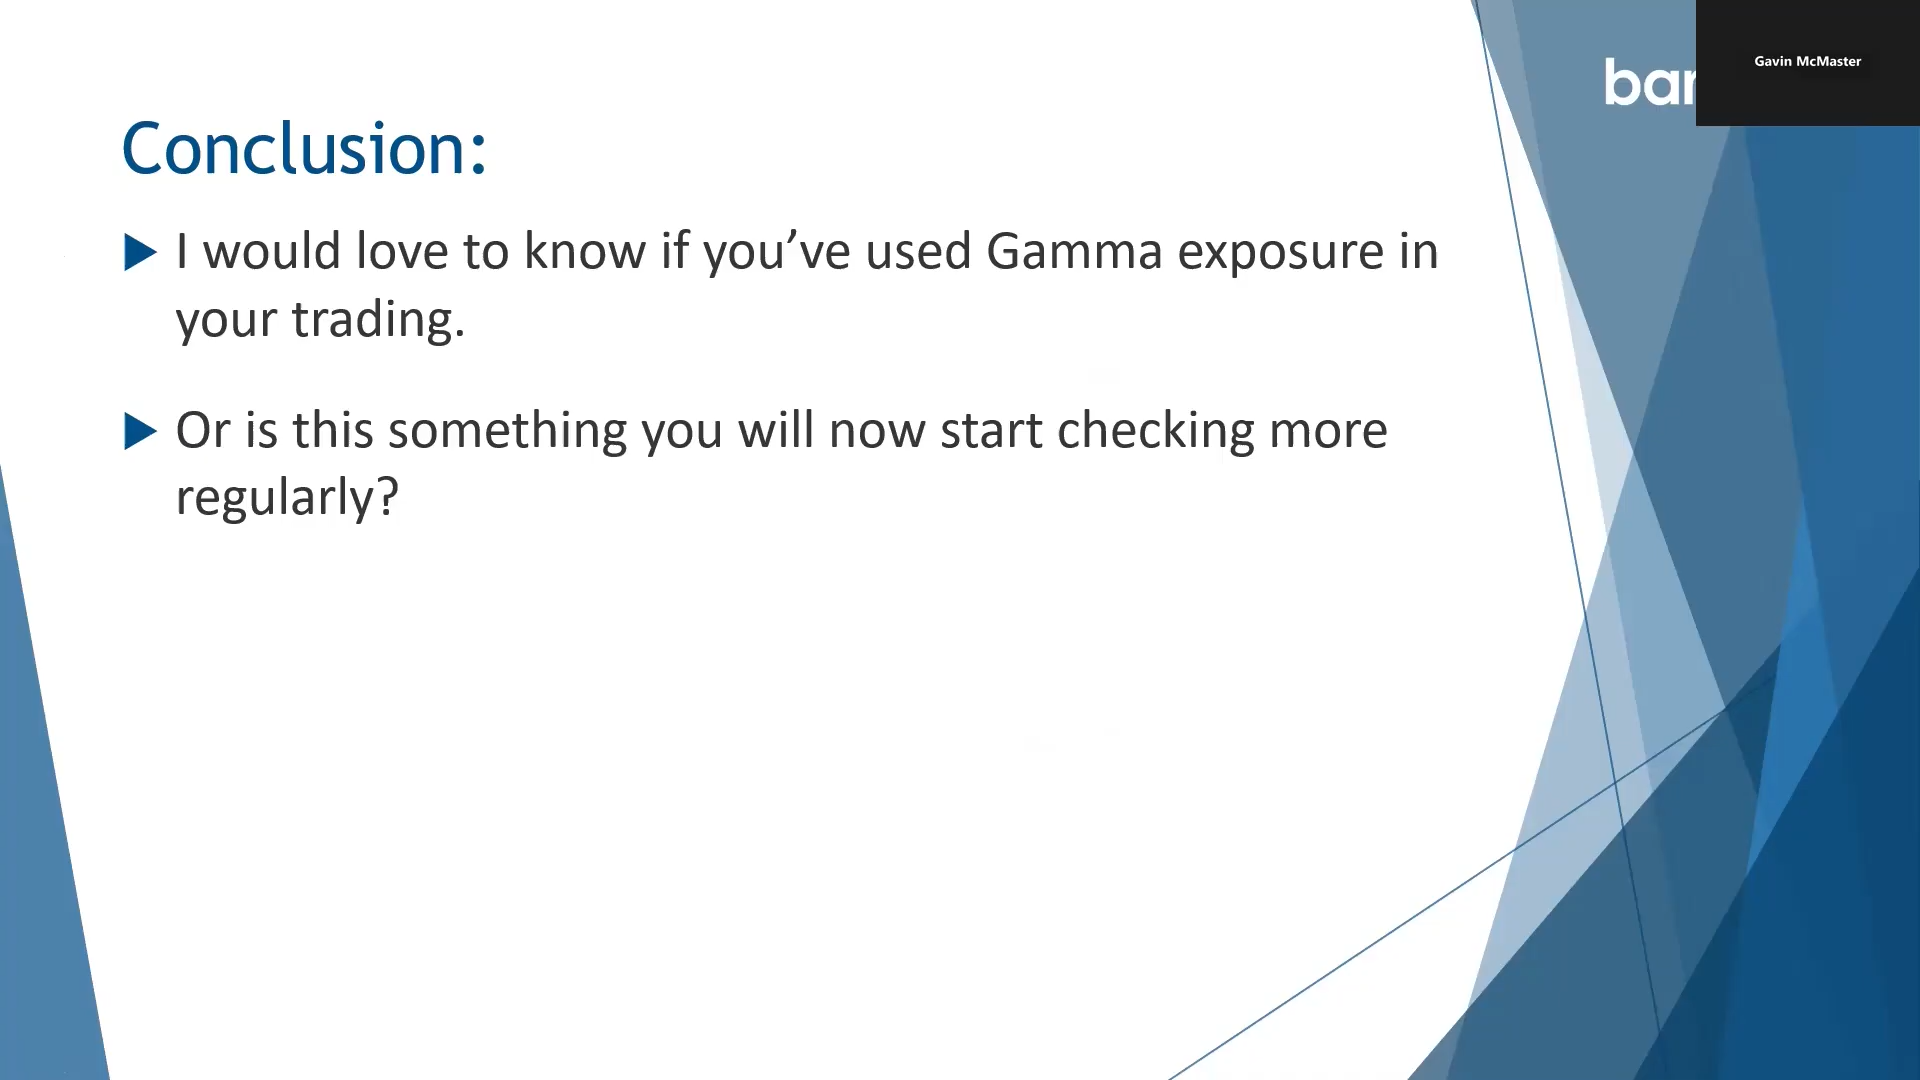 Gavin McMaster
Conclusion:
I would love to know if you’ve used Gamma exposure in
your trading.
Or is this something you will now start checking more
regularly?